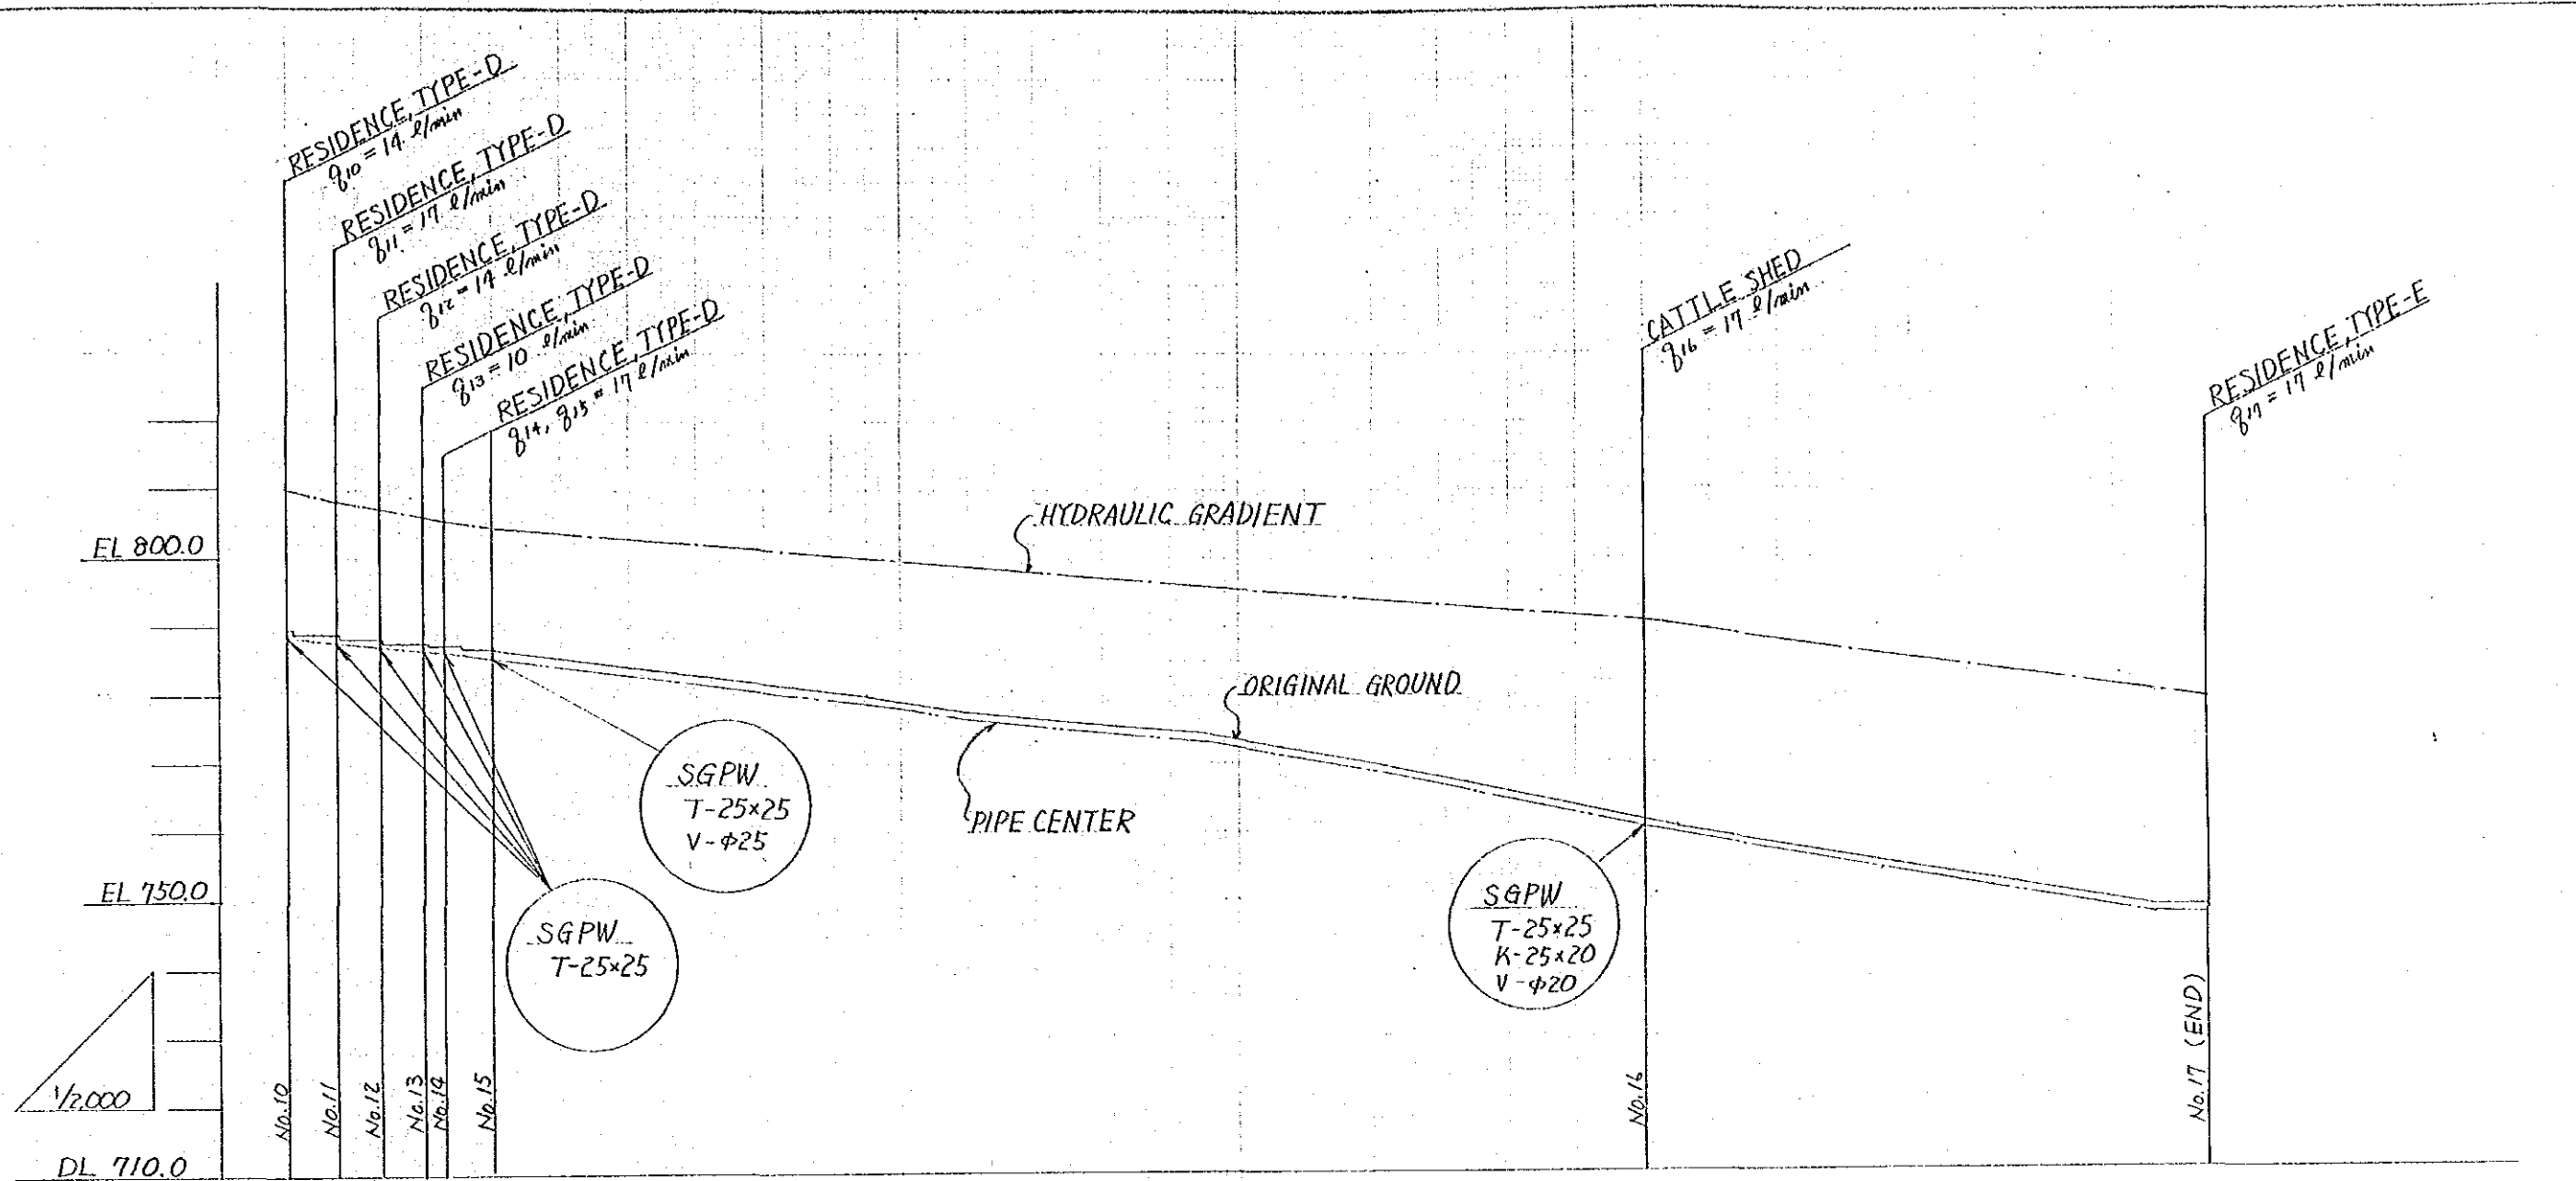 RESIDENCE, TYPE-D
q10 = 14 ℓ/min
RESIDENCE, TYPE-D
q11 = 17 ℓ/min
RESIDENCE, TYPE-D
q12 = 14 ℓ/min
RESIDENCE, TYPE-D
q13 = 10 ℓ/min
RESIDENCE, TYPE-D
q14, q15 = 17 ℓ/min
CATTLE SHED
q16 = 17 ℓ/min
RESIDENCE, TYPE-E
q17 = 17 ℓ/min
HYDRAULIC GRADIENT
EL 800.0
ORIGINAL GROUND
PIPE CENTER
SGPW
T-25×25
V-φ25
SGPW
T-25×25
SGPW
T-25×25
K-25×20
V-φ20
EL 750.0
1/2.000
DL 710.0
No.10
No.11
No.12
No.13
No.14
No.15
No.16
No.17 (END)